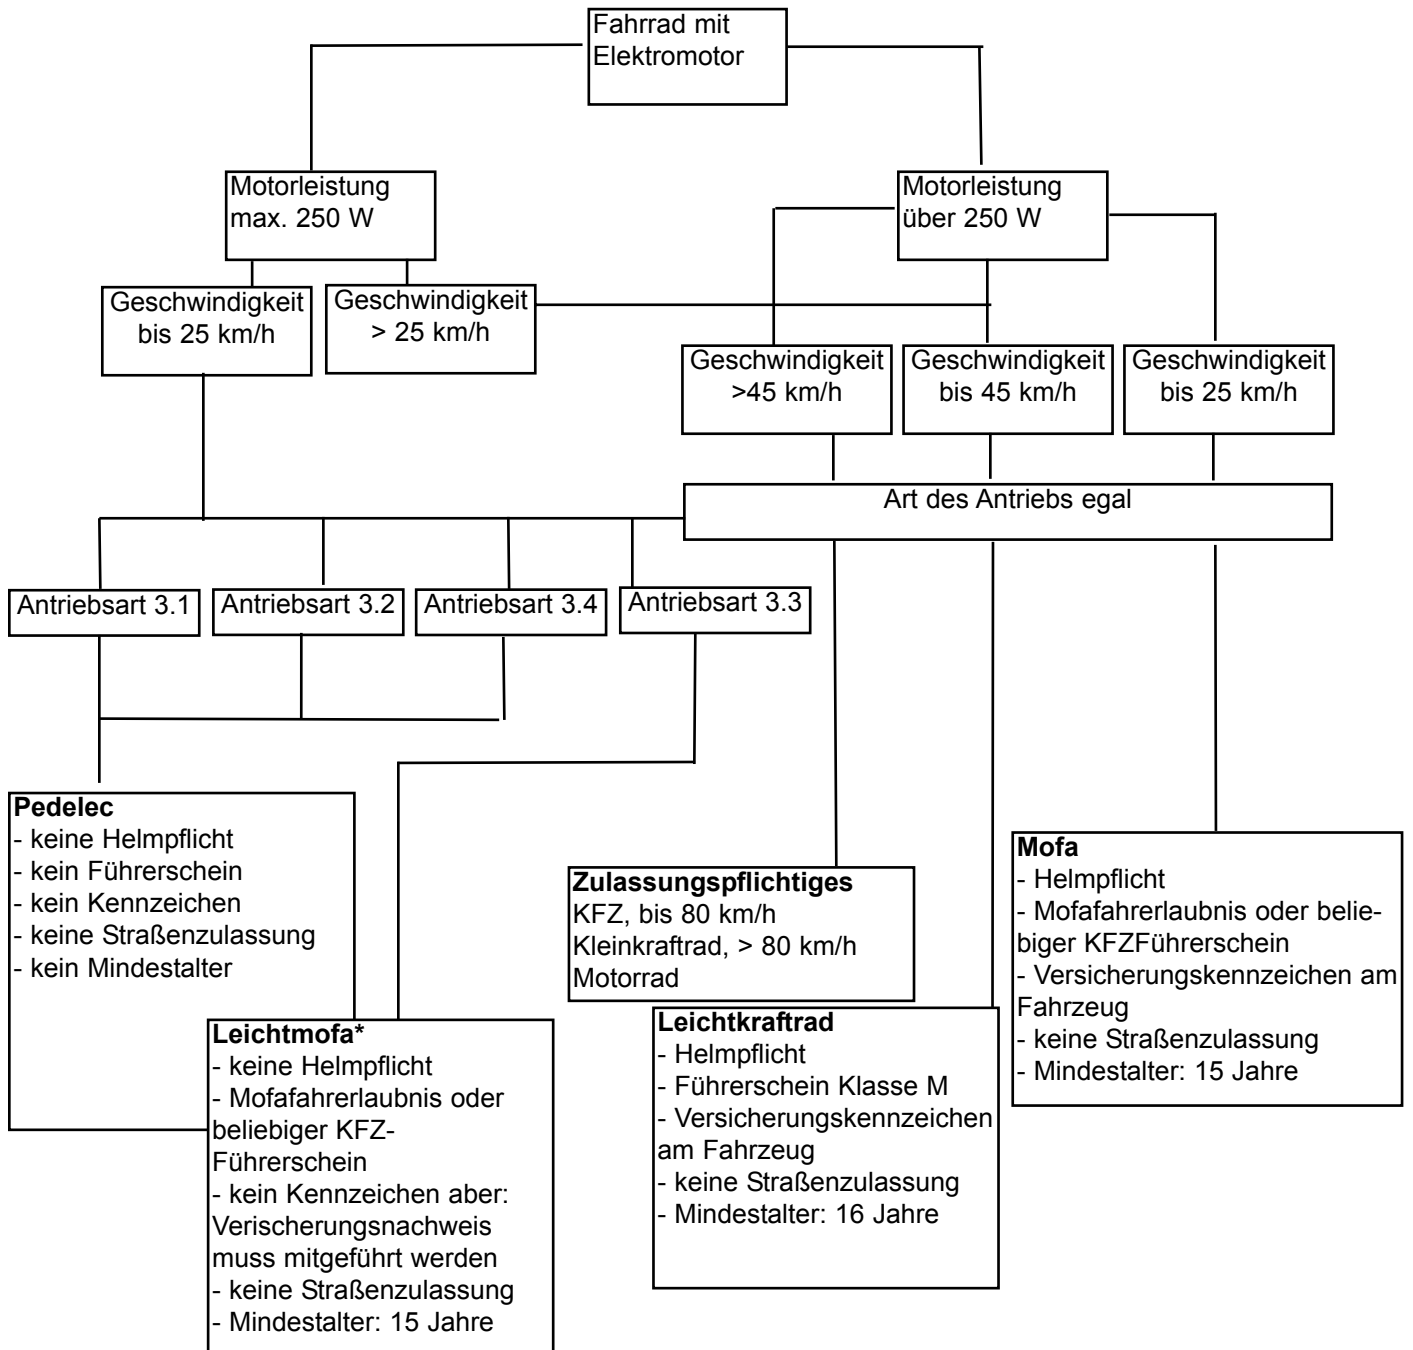 Fahrrad mit
Elektromotor
Motorleistung
max. 250 W
Motorleistung
über 250 W
Geschwindigkeit
bis 25 km/h
Geschwindigkeit
> 25 km/h
Geschwindigkeit
>45 km/h
Geschwindigkeit
bis 45 km/h
Geschwindigkeit
bis 25 km/h
Art des Antriebs egal
Antriebsart 3.1
Antriebsart 3.2
Antriebsart 3.4
Antriebsart 3.3
Pedelec
- keine Helmpflicht
- kein Führerschein
- kein Kennzeichen
- keine Straßenzulassung
- kein Mindestalter
Leichtmofa*
- keine Helmpflicht
- Mofafahrerlaubnis oder
beliebiger KFZ-
Führerschein
- kein Kennzeichen aber:
Verischerungsnachweis
muss mitgeführt werden
- keine Straßenzulassung
- Mindestalter: 15 Jahre
Zulassungspflichtiges
KFZ, bis 80 km/h
Kleinkraftrad, > 80 km/h
Motorrad
Leichtkraftrad
- Helmpflicht
- Führerschein Klasse M
- Versicherungskennzeichen
am Fahrzeug
- keine Straßenzulassung
- Mindestalter: 16 Jahre
Mofa
- Helmpflicht
- Mofafahrerlaubnis oder belie-
biger KFZFührerschein
- Versicherungskennzeichen am
Fahrzeug
- keine Straßenzulassung
- Mindestalter: 15 Jahre